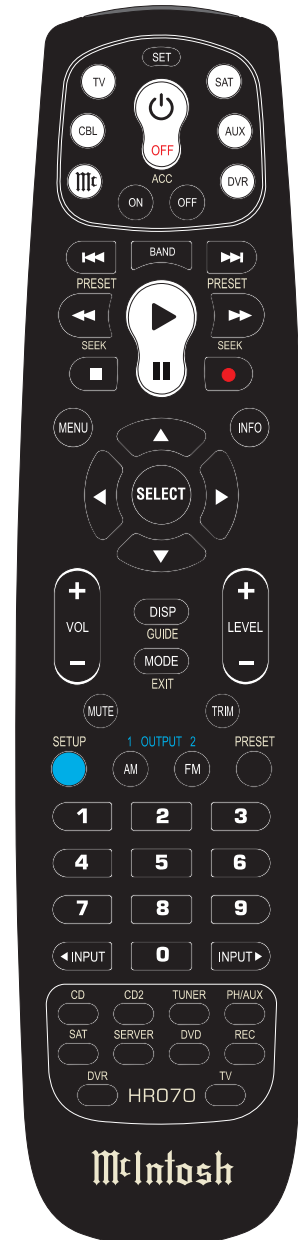 SET
TV
SAT
CBL
OFF
AUX
Mc
ACC
DVR
ON
OFF
BAND
PRESET
PRESET
SEEK
SEEK
MENU
INFO
SELECT
+
VOL
−
DISP
GUIDE
MODE
EXIT
+
LEVEL
−
MUTE
TRIM
SETUP
1 OUTPUT 2
PRESET
AM
FM
1 2 3
4 5 6
7 8 9
◀INPUT 0 INPUT▶
CD CD2 TUNER PH/AUX
SAT SERVER DVD REC
DVR TV
HR070
McIntosh